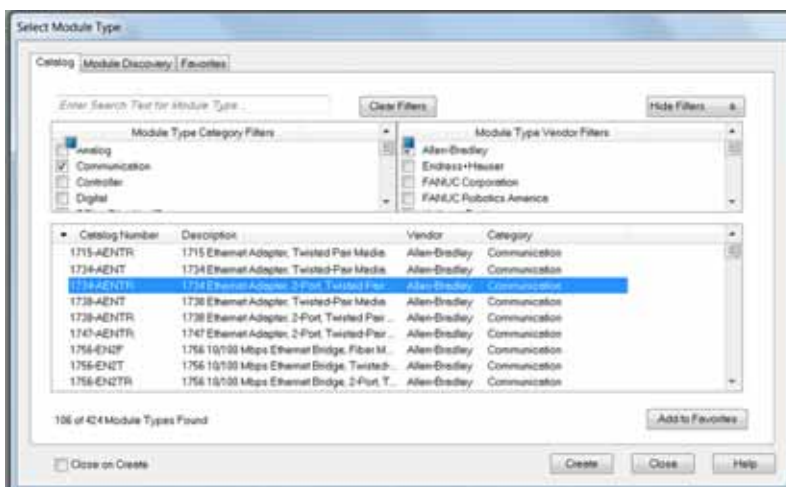 Select Module Type
Catalog Module Discovery Favorites
Enter Search Text for Module Type...
Clear Filters
Hide Filters
Module Type Category Filters
Module Type Vendor Filters
Analog
Communication
Controller
Digital
Allen-Bradley
Endress+Hauser
FANUC Corporation
FANUC Robotics America
Catalog Number Description Vendor Category
1715-AENTR 1715 Ethernet Adapter, Twisted-Pair Media Allen-Bradley Communication
1734-AENT 1734 Ethernet Adapter, Twisted-Pair Media Allen-Bradley Communication
1734-AENTR 1734 Ethernet Adapter, 2-Port, Twisted-Pair... Allen-Bradley Communication
1738-AENT 1738 Ethernet Adapter, Twisted-Pair Media Allen-Bradley Communication
1738-AENTR 1738 Ethernet Adapter, 2-Port, Twisted-Pair... Allen-Bradley Communication
1747-AENTR 1747 Ethernet Adapter, 2-Port, Twisted-Pair... Allen-Bradley Communication
1756-EN2F 1756 10/100 Mbps Ethernet Bridge, Fiber M... Allen-Bradley Communication
1756-EN2T 1756 10/100 Mbps Ethernet Bridge, Twisted-... Allen-Bradley Communication
1756-EN2TR 1756 10/100 Mbps Ethernet Bridge, 2-Port, T... Allen-Bradley Communication
106 of 424 Module Types Found
Add to Favorites
Close on Create
Create Close Help